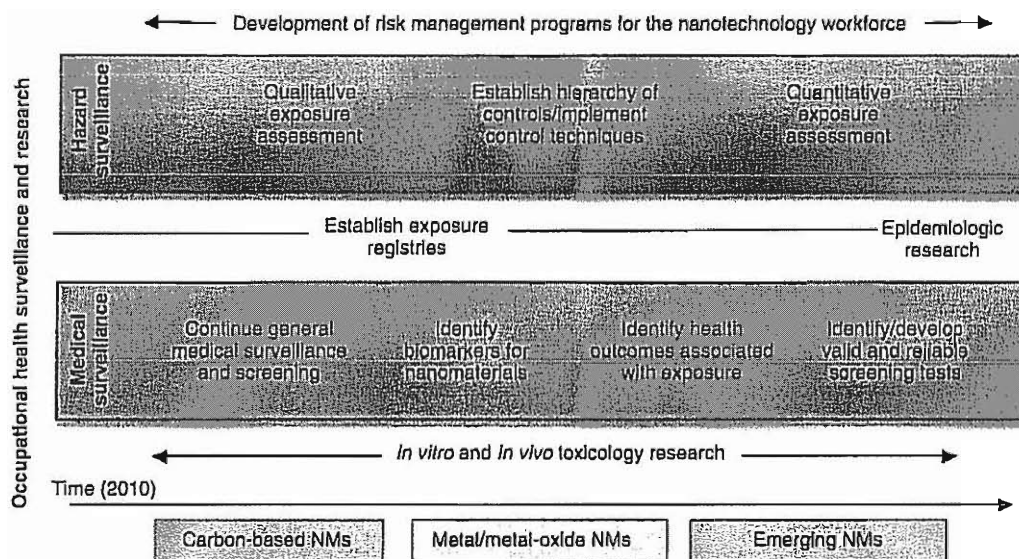 Development of risk management programs for the nanotechnology workforce
Occupational health surveillance and research
Hazard
surveillance
Qualitative
exposure
assessment
Establish hierarchy of
controls/implement
control techniques
Quantitative
exposure
assessment
Establish exposure
registries
Epidemiologic
research
Medical
surveillance
Continue general
medical surveillance
and screening
Identify
biomarkers for
nanomaterials
Identify health
outcomes associated
with exposure
Identify/develop
valid and reliable
screening tests
In vitro and In vivo toxicology research
Time (2010)
Carbon-based NMs
Metal/metal-oxide NMs
Emerging NMs